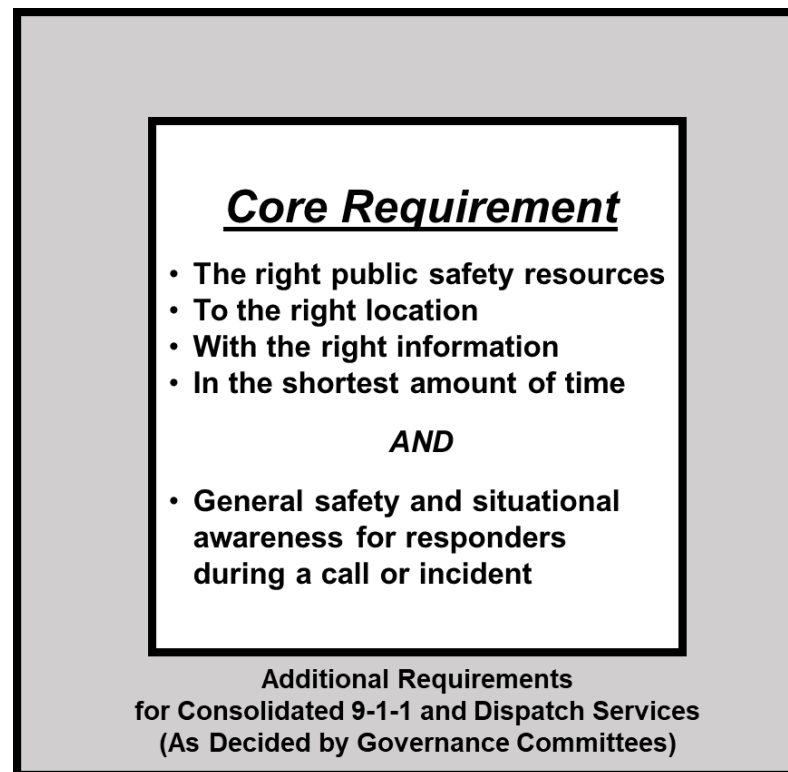 Core Requirement
• The right public safety resources
• To the right location
• With the right information
• In the shortest amount of time
AND
• General safety and situational
awareness for responders
during a call or incident
Additional Requirements
for Consolidated 9-1-1 and Dispatch Services
(As Decided by Governance Committees)